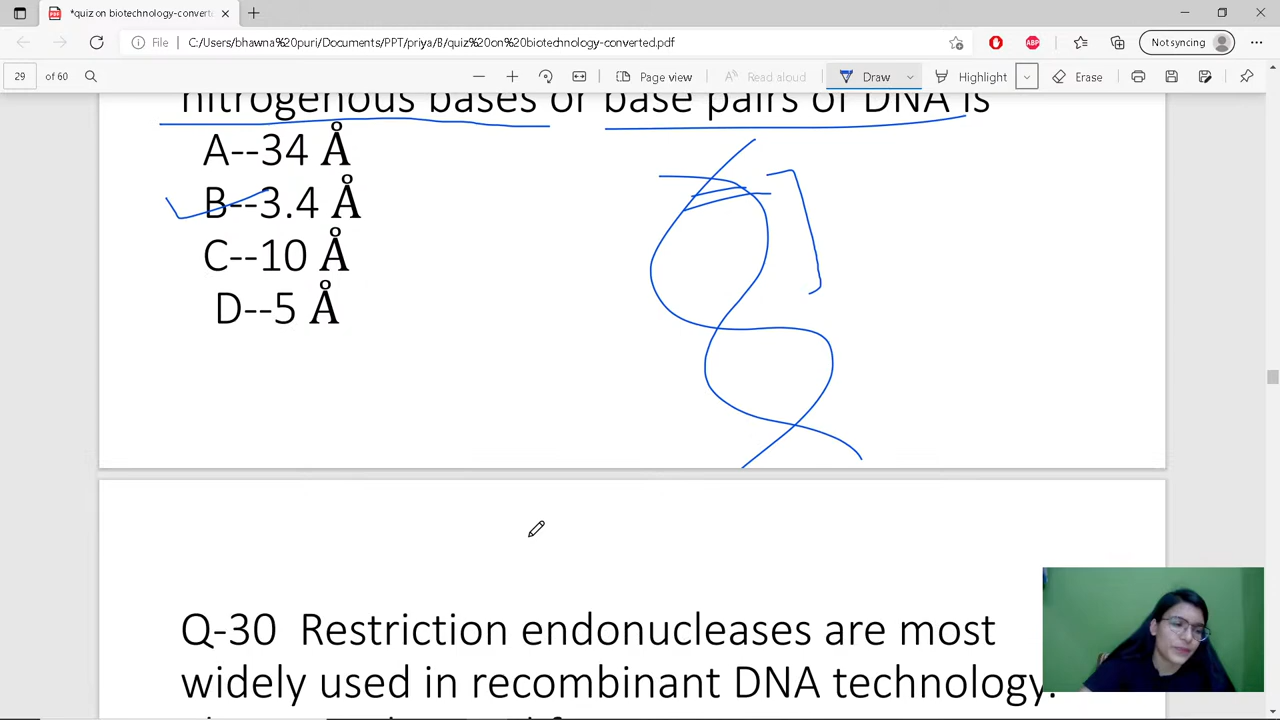 *quiz on biotechnology-converte
File
C:/Users/bhawna%20puri/Documents/PPT/priya/B/quiz%20on%20biotechnology-converted.pdf
ABP
Not syncing
29 of 60
Page view
Read aloud
Draw
Highlight
Erase
nitrogenous bases or base pairs of DNA is
A--34 Å
B--3.4 Å
C--10 Å
D--5 Å
Q-30 Restriction endonucleases are most
widely used in recombinant DNA technology.